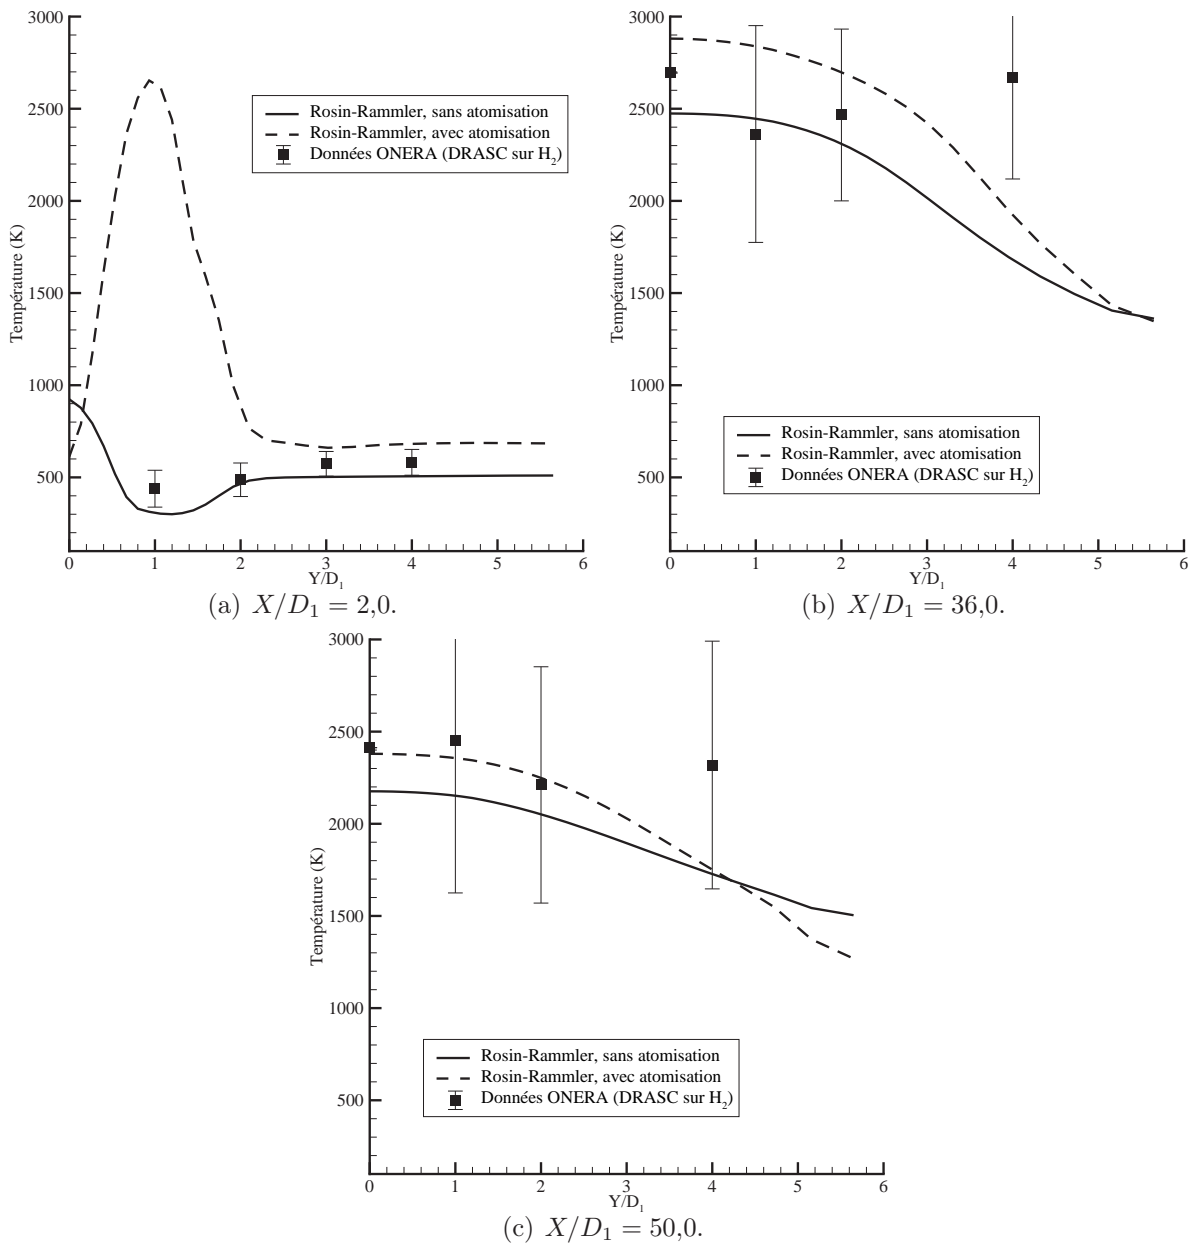 3000
2500
2000
1500
1000
500
Température (K)
Rosin-Rammler, sans atomisation
Rosin-Rammler, avec atomisation
Données ONERA (DRASC sur H₂)
0 1 2 3 4 5 6
Y/D₁
(a) X/D₁ = 2,0.
3000
2500
2000
1500
1000
500
Température (K)
Rosin-Rammler, sans atomisation
Rosin-Rammler, avec atomisation
Données ONERA (DRASC sur H₂)
0 1 2 3 4 5 6
Y/D₁
(b) X/D₁ = 36,0.
3000
2500
2000
1500
1000
500
Température (K)
Rosin-Rammler, sans atomisation
Rosin-Rammler, avec atomisation
Données ONERA (DRASC sur H₂)
0 1 2 3 4 5 6
Y/D₁
(c) X/D₁ = 50,0.